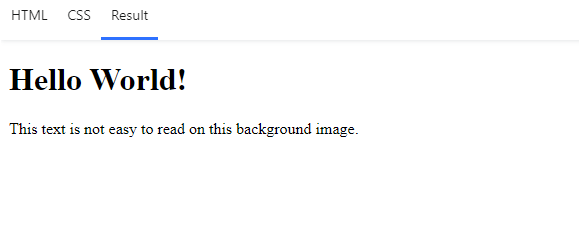 HTML CSS Result
Hello World!
This text is not easy to read on this background image.